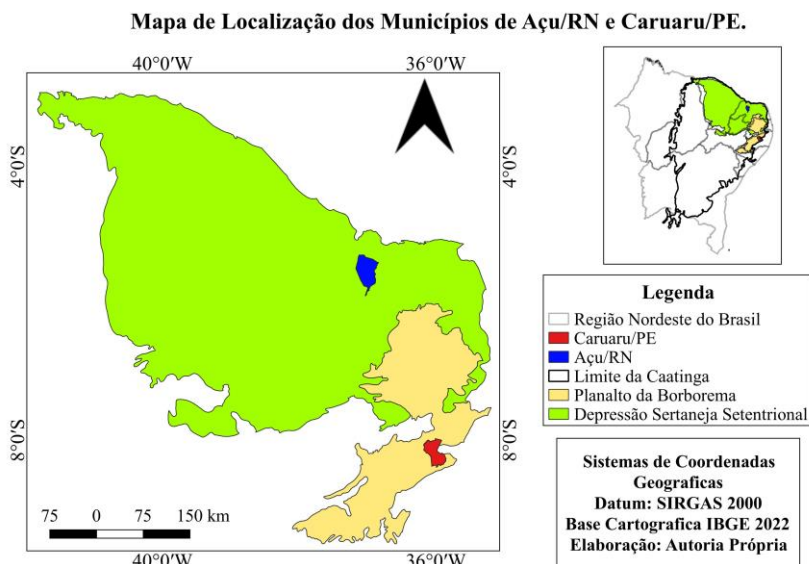 Mapa de Localização dos Municípios de Açu/RN e Caruaru/PE.
40°0'W
36°0'W
4°0'S
4°0'S
8°0'S
8°0'S
75 0 75 150 km
40°0'W
36°0'W
Legenda
Região Nordeste do Brasil
Caruaru/PE
Açu/RN
Limite da Caatinga
Planalto da Borborema
Depressão Sertaneja Setentrional
Sistemas de Coordenadas
Geograficas
Datum: SIRGAS 2000
Base Cartografica IBGE 2022
Elaboração: Autoria Própria